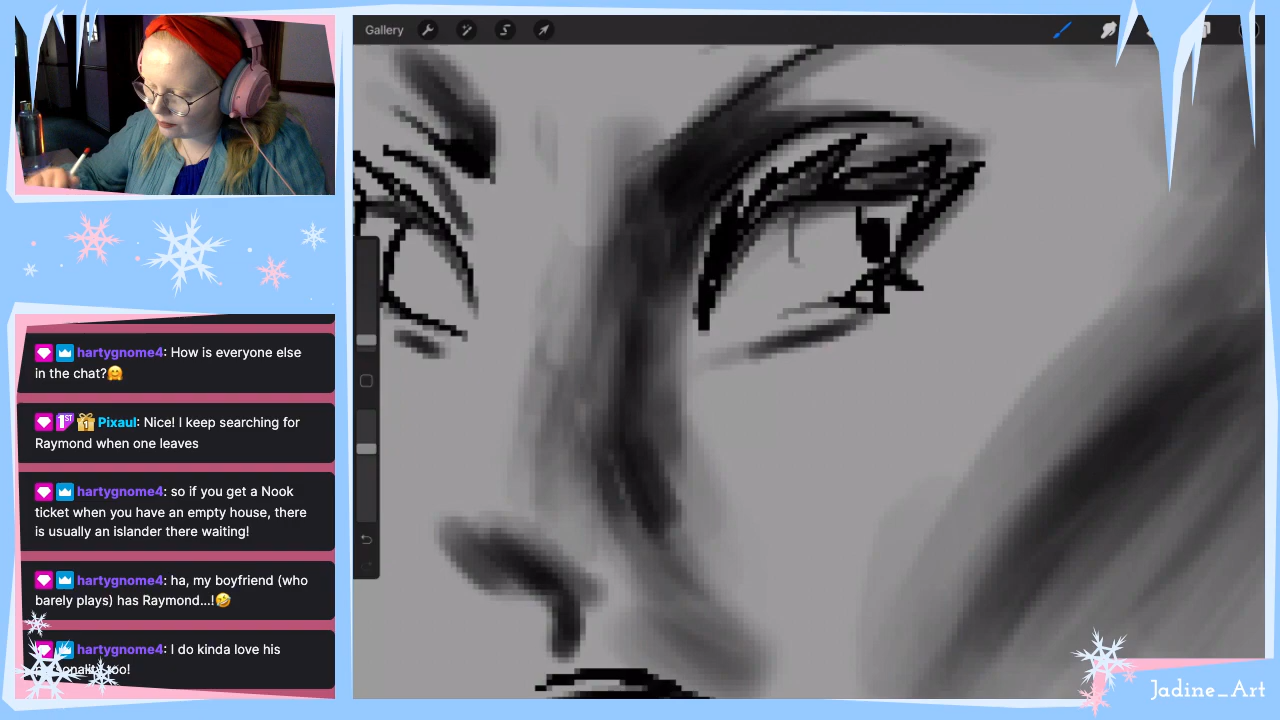 Gallery
hartygnome4: How is everyone else
in the chat?🤗
1ST 1 Pixaul: Nice! I keep searching for
Raymond when one leaves
hartygnome4: so if you get a Nook
ticket when you have an empty house, there
is usually an islander there waiting!
hartygnome4: ha, my boyfriend (who
barely plays) has Raymond...!🤣
hartygnome4: I do kinda love his
too!
Jadine_Art